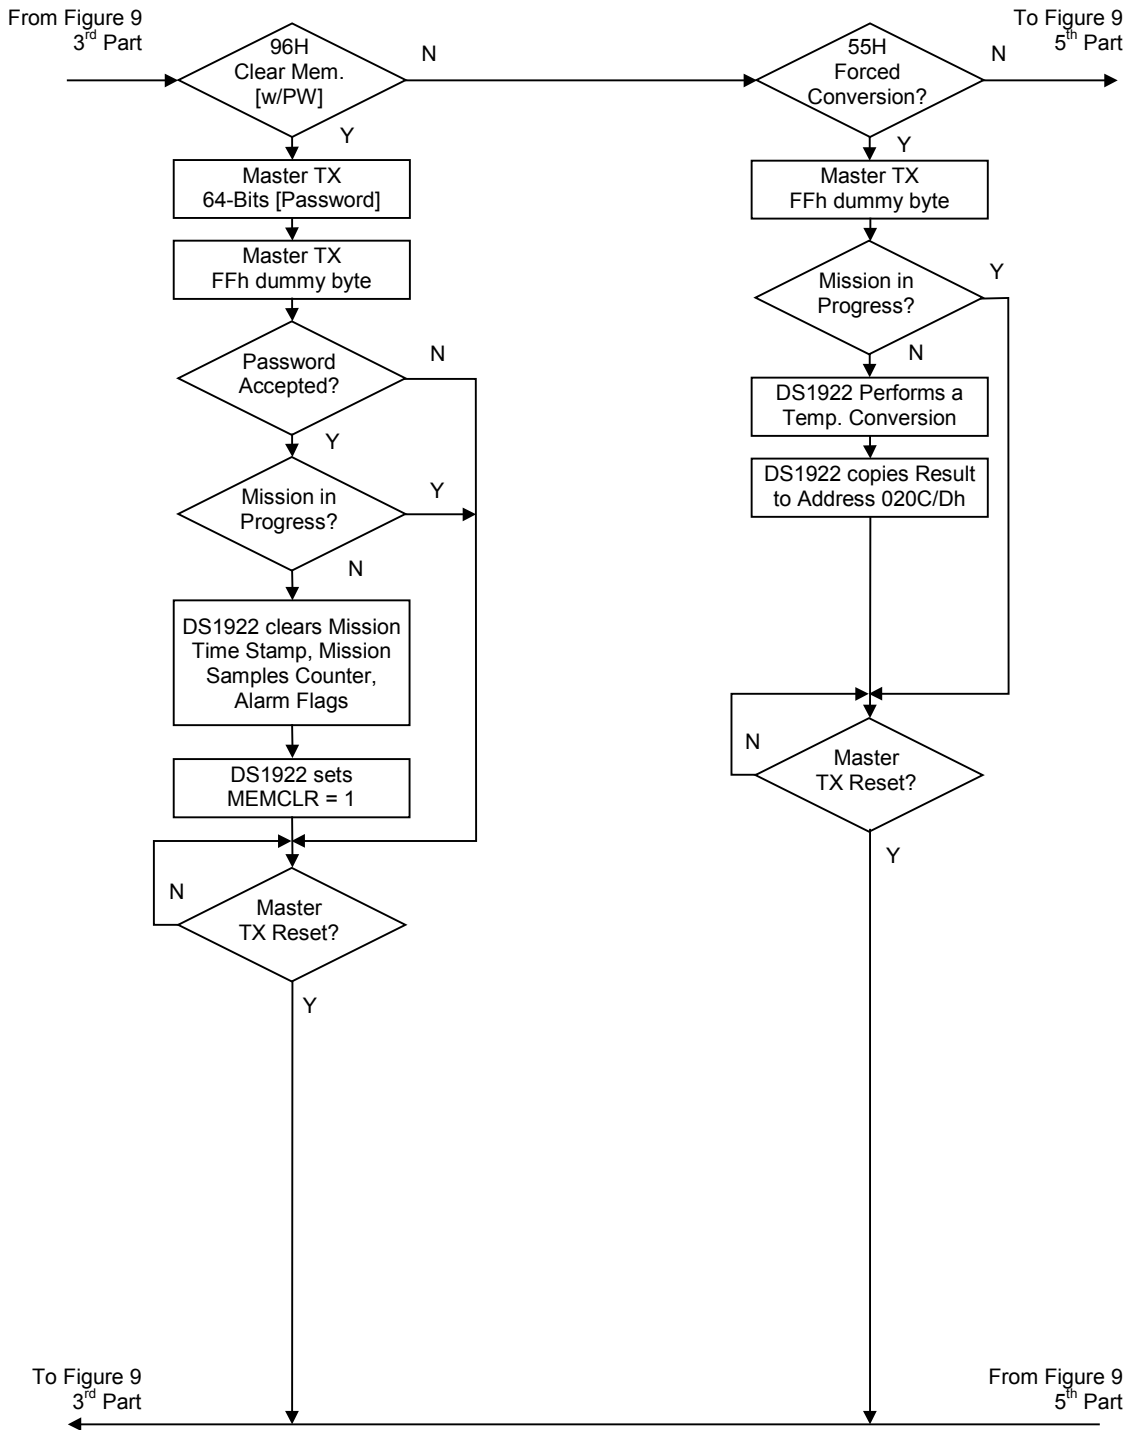 From Figure 9
3rd Part
96H
Clear Mem.
[w/PW]
N
Y
Master TX
64-Bits [Password]
Master TX
FFh dummy byte
Password
Accepted?
N
Y
Mission in
Progress?
Y
N
DS1922 clears Mission
Time Stamp, Mission
Samples Counter,
Alarm Flags
DS1922 sets
MEMCLR = 1
N
Master
TX Reset?
Y
To Figure 9
3rd Part
To Figure 9
5th Part
55H
Forced
Conversion?
N
Y
Master TX
FFh dummy byte
Mission in
Progress?
Y
N
DS1922 Performs a
Temp. Conversion
DS1922 copies Result
to Address 020C/Dh
N
Master
TX Reset?
Y
From Figure 9
5th Part